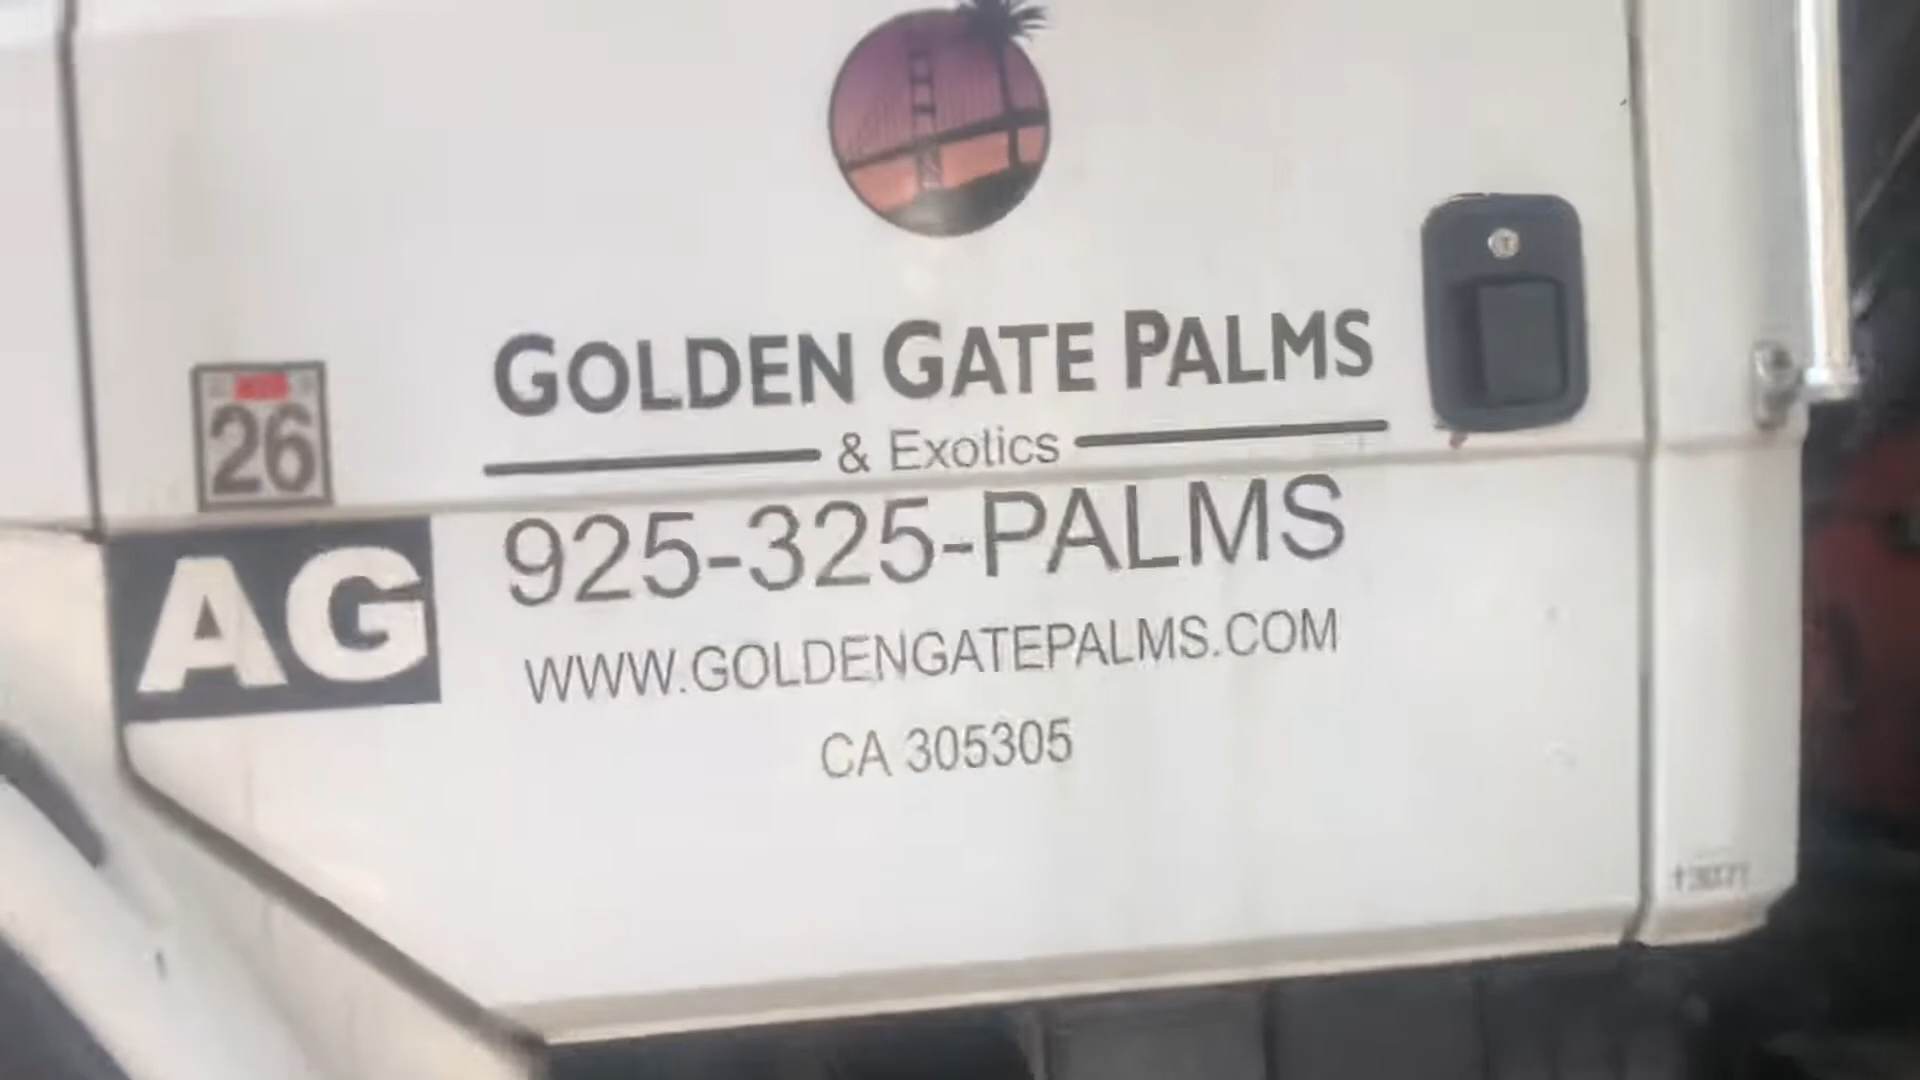 GOLDEN GATE PALMS
& Exotics
26
925-325-PALMS
AG
WWW.GOLDENGATEPALMS.COM
CA 305305